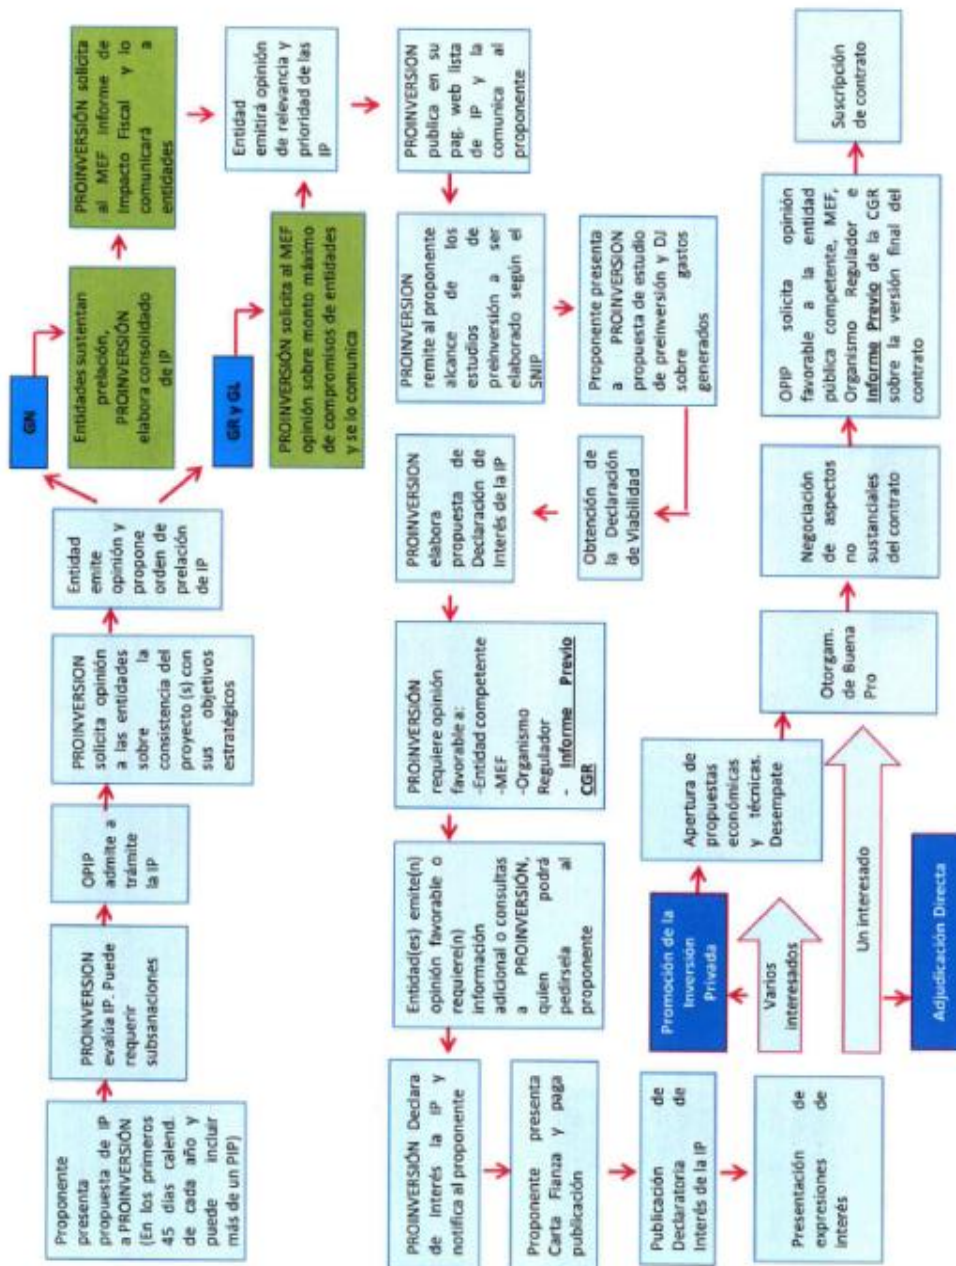 Proponente
presenta
propuesta de IP
a PROINVERSIÓN
(En los primeros
45 días calend.
de cada año y
puede incluir
más de un PIP)
PROINVERSION
evalúa IP. Puede
requerir
subsanaciones
OPIP
admite a
trámite
la IP
PROINVERSION
solicita opinión
a las entidades
sobre la
consistencia del
proyecto (s) con
sus objetivos
estratégicos
Entidad
emite
opinión y
propone
orden de
prelación
de IP
GN
Entidades sustentan
prelación,
PROINVERSIÓN
elabora consolidado
de IP
PROINVERSIÓN solicita
al MEF Informe de
Impacto Fiscal y lo
comunicará a
entidades
GR y GL
PROINVERSIÓN solicita al MEF
opinión sobre monto máximo
de compromisos de entidades
y se lo comunica
Entidad
emitirá opinión
de relevancia y
prioridad de las
IP
PROINVERSION
publica en su
pag. web lista
de IP y la
comunica al
proponente
PROINVERSION
remite al proponente
alcance de los
estudios de
preinversión a ser
elaborado según el
SNIP
Proponente presenta
a PROINVERSION
propuesta de estudio
de preinversión y DJ
sobre gastos
generados
Obtención de
la Declaración
de Viabilidad
PROINVERSION
elabora
propuesta de
Declaración de
Interés de la IP
PROINVERSIÓN
requiere opinión
favorable a:
-Entidad competente
-MEF
-Organismo
Regulador
- Informe Previo
CGR
Entidad(es) emite(n)
opinión favorable o
requiere(n)
información
adicional o consultas
a PROINVERSIÓN,
quien podrá
pedírsela al
proponente
PROINVERSIÓN Declara
de Interés la IP y
notifica al proponente
Proponente presenta
Carta Fianza y paga
publicación
Publicación de
Declaratoria de
Interés de la IP
Presentación de
expresiones de
interés
Varios
interesados
Promoción de la
Inversión
Privada
Un interesado
Adjudicación Directa
Apertura de
propuestas
económicas
y técnicas.
Desempate
Otorgam.
de Buena
Pro
Negociación
de aspectos
no
sustanciales
del contrato
OPIP solicita opinión
favorable a la entidad
pública competente, MEF,
Organismo Regulador e
Informe Previo de la CGR
sobre la versión final del
contrato
Suscripción
de contrato